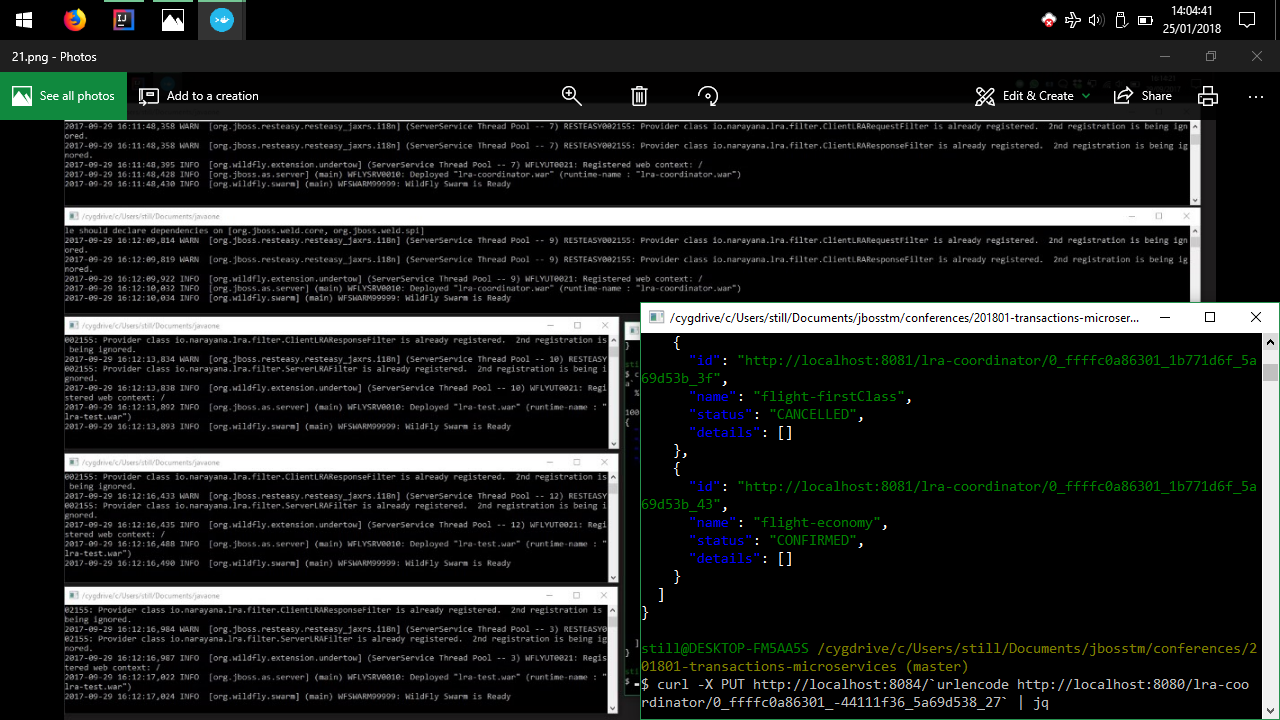 14:04:41
25/01/2018
21.png - Photos
See all photos
Add to a creation
Edit & Create
Share
2017-09-29 16:11:48,358 WARN [org.jboss.resteasy.resteasy_jaxrs.i18n] (ServerService Thread Pool -- 7) RESTEASY002155: Provider class io.narayana.lra.filter.ClientLRARequestFilter is already registered. 2nd registration is being ign
ored.
2017-09-29 16:11:48,358 WARN [org.jboss.resteasy.resteasy_jaxrs.i18n] (ServerService Thread Pool -- 7) RESTEASY002155: Provider class io.narayana.lra.filter.ClientLRAResponseFilter is already registered. 2nd registration is being ig
nored.
2017-09-29 16:11:48,395 INFO [org.wildfly.extension.undertow] (ServerService Thread Pool -- 7) WFLYUT0021: Registered web context: /
2017-09-29 16:11:48,428 INFO [org.jboss.as.server] (main) WFLYSRV0010: Deployed "lra-coordinator.war" (runtime-name : "lra-coordinator.war")
2017-09-29 16:11:48,430 INFO [org.wildfly.swarm] (main) WFSWARM99999: WildFly Swarm is Ready
/cygdrive/c/Users/still/Documents/javaone
le should declare dependencies on [org.jboss.weld.core, org.jboss.weld.spi]
2017-09-29 16:12:09,814 WARN [org.jboss.resteasy.resteasy_jaxrs.i18n] (ServerService Thread Pool -- 9) RESTEASY002155: Provider class io.narayana.lra.filter.ClientLRARequestFilter is already registered. 2nd registration is being ign
ored.
2017-09-29 16:12:09,819 WARN [org.jboss.resteasy.resteasy_jaxrs.i18n] (ServerService Thread Pool -- 9) RESTEASY002155: Provider class io.narayana.lra.filter.ClientLRAResponseFilter is already registered. 2nd registration is being ig
nored.
2017-09-29 16:12:09,922 INFO [org.wildfly.extension.undertow] (ServerService Thread Pool -- 9) WFLYUT0021: Registered web context: /
2017-09-29 16:12:10,032 INFO [org.jboss.as.server] (main) WFLYSRV0010: Deployed "lra-coordinator.war" (runtime-name : "lra-coordinator.war")
2017-09-29 16:12:10,034 INFO [org.wildfly.swarm] (main) WFSWARM99999: WildFly Swarm is Ready
/cygdrive/c/Users/still/Documents/javaone
002155: Provider class io.narayana.lra.filter.ClientLRAResponseFilter is already registered. 2nd registration is
being ignored.
2017-09-29 16:12:13,834 WARN [org.jboss.resteasy.resteasy_jaxrs.i18n] (ServerService Thread Pool -- 10) RESTEASY
002155: Provider class io.narayana.lra.filter.ServerLRAFilter is already registered. 2nd registration is being i
gnored.
2017-09-29 16:12:13,838 INFO [org.wildfly.extension.undertow] (ServerService Thread Pool -- 10) WFLYUT0021: Regi
stered web context: /
2017-09-29 16:12:13,892 INFO [org.jboss.as.server] (main) WFLYSRV0010: Deployed "lra-test.war" (runtime-name : "
lra-test.war")
2017-09-29 16:12:13,893 INFO [org.wildfly.swarm] (main) WFSWARM99999: WildFly Swarm is Ready
/cygdrive/c/Users/still/Documents/javaone
002155: Provider class io.narayana.lra.filter.ClientLRAResponseFilter is already registered. 2nd registration is
being ignored.
2017-09-29 16:12:16,433 WARN [org.jboss.resteasy.resteasy_jaxrs.i18n] (ServerService Thread Pool -- 12) RESTEASY
002155: Provider class io.narayana.lra.filter.ServerLRAFilter is already registered. 2nd registration is being i
gnored.
2017-09-29 16:12:16,435 INFO [org.wildfly.extension.undertow] (ServerService Thread Pool -- 12) WFLYUT0021: Regi
stered web context: /
2017-09-29 16:12:16,488 INFO [org.jboss.as.server] (main) WFLYSRV0010: Deployed "lra-test.war" (runtime-name : "
lra-test.war")
2017-09-29 16:12:16,490 INFO [org.wildfly.swarm] (main) WFSWARM99999: WildFly Swarm is Ready
/cygdrive/c/Users/still/Documents/javaone
02155: Provider class io.narayana.lra.filter.ClientLRAResponseFilter is already registered. 2nd registration is
being ignored.
2017-09-29 16:12:16,984 WARN [org.jboss.resteasy.resteasy_jaxrs.i18n] (ServerService Thread Pool -- 3) RESTEASY0
02155: Provider class io.narayana.lra.filter.ServerLRAFilter is already registered. 2nd registration is being ig
nored.
2017-09-29 16:12:16,987 INFO [org.wildfly.extension.undertow] (ServerService Thread Pool -- 3) WFLYUT0021: Regis
tered web context: /
2017-09-29 16:12:17,022 INFO [org.jboss.as.server] (main) WFLYSRV0010: Deployed "lra-test.war" (runtime-name : "
lra-test.war")
2017-09-29 16:12:17,024 INFO [org.wildfly.swarm] (main) WFSWARM99999: WildFly Swarm is Ready
/cygdrive/c/Users/still/Documents/jbosstm/conferences/201801-transactions-microser...
{
"id": "http://localhost:8081/lra-coordinator/0_ffffc0a86301_1b771d6f_5a
69d53b_3f",
"name": "flight-firstClass",
"status": "CANCELLED",
"details": []
},
{
"id": "http://localhost:8081/lra-coordinator/0_ffffc0a86301_1b771d6f_5a
69d53b_43",
"name": "flight-economy",
"status": "CONFIRMED",
"details": []
}
]
}
still@DESKTOP-FM5AA5S /cygdrive/c/Users/still/Documents/jbosstm/conferences/2
01801-transactions-microservices (master)
$ curl -X PUT http://localhost:8084/`urlencode http://localhost:8080/lra-coo
rdinator/0_ffffc0a86301_-44111f36_5a69d538_27` | jq